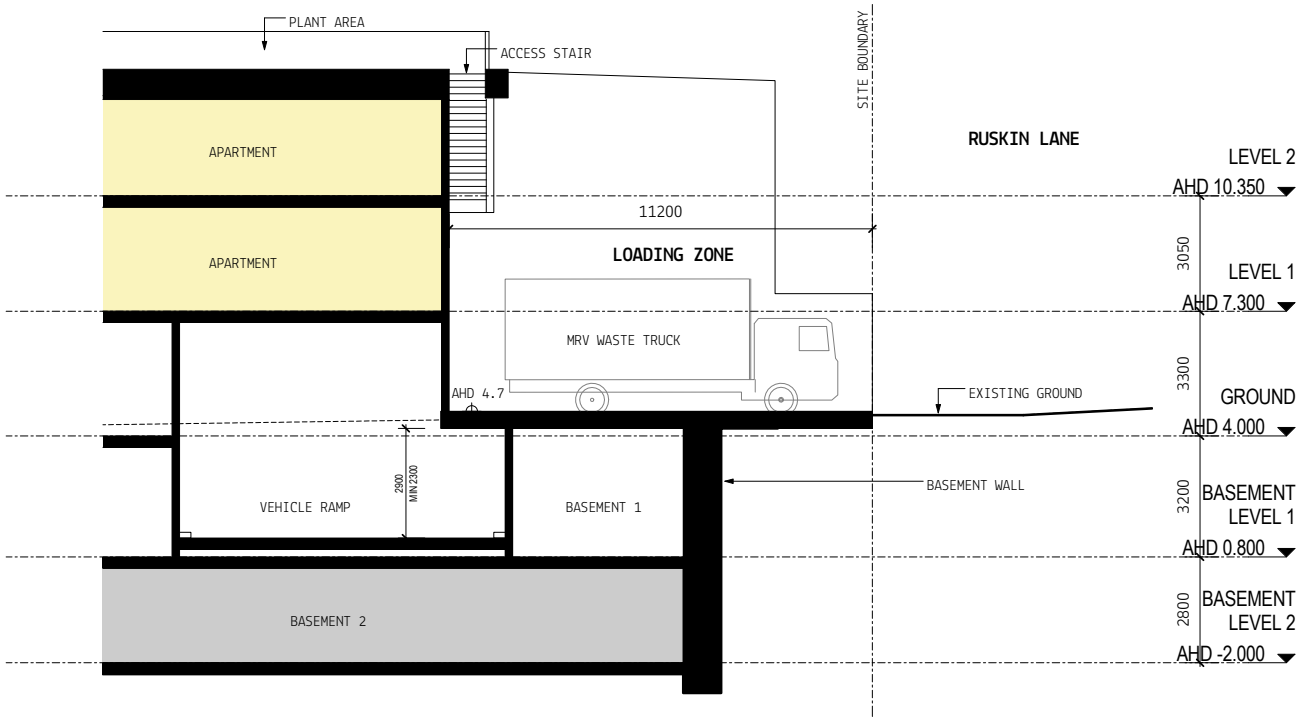 PLANT AREA
ACCESS STAIR
SITE BOUNDARY
RUSKIN LANE
APARTMENT
LEVEL 2
AHD 10.350
11200
3050
LOADING ZONE
APARTMENT
LEVEL 1
AHD 7.300
MRV WASTE TRUCK
3300
AHD 4.7
EXISTING GROUND
GROUND
AHD 4.000
2900
MIN 2300
VEHICLE RAMP
BASEMENT 1
BASEMENT WALL
3200
BASEMENT
LEVEL 1
AHD 0.800
BASEMENT 2
2800
BASEMENT
LEVEL 2
AHD -2.000